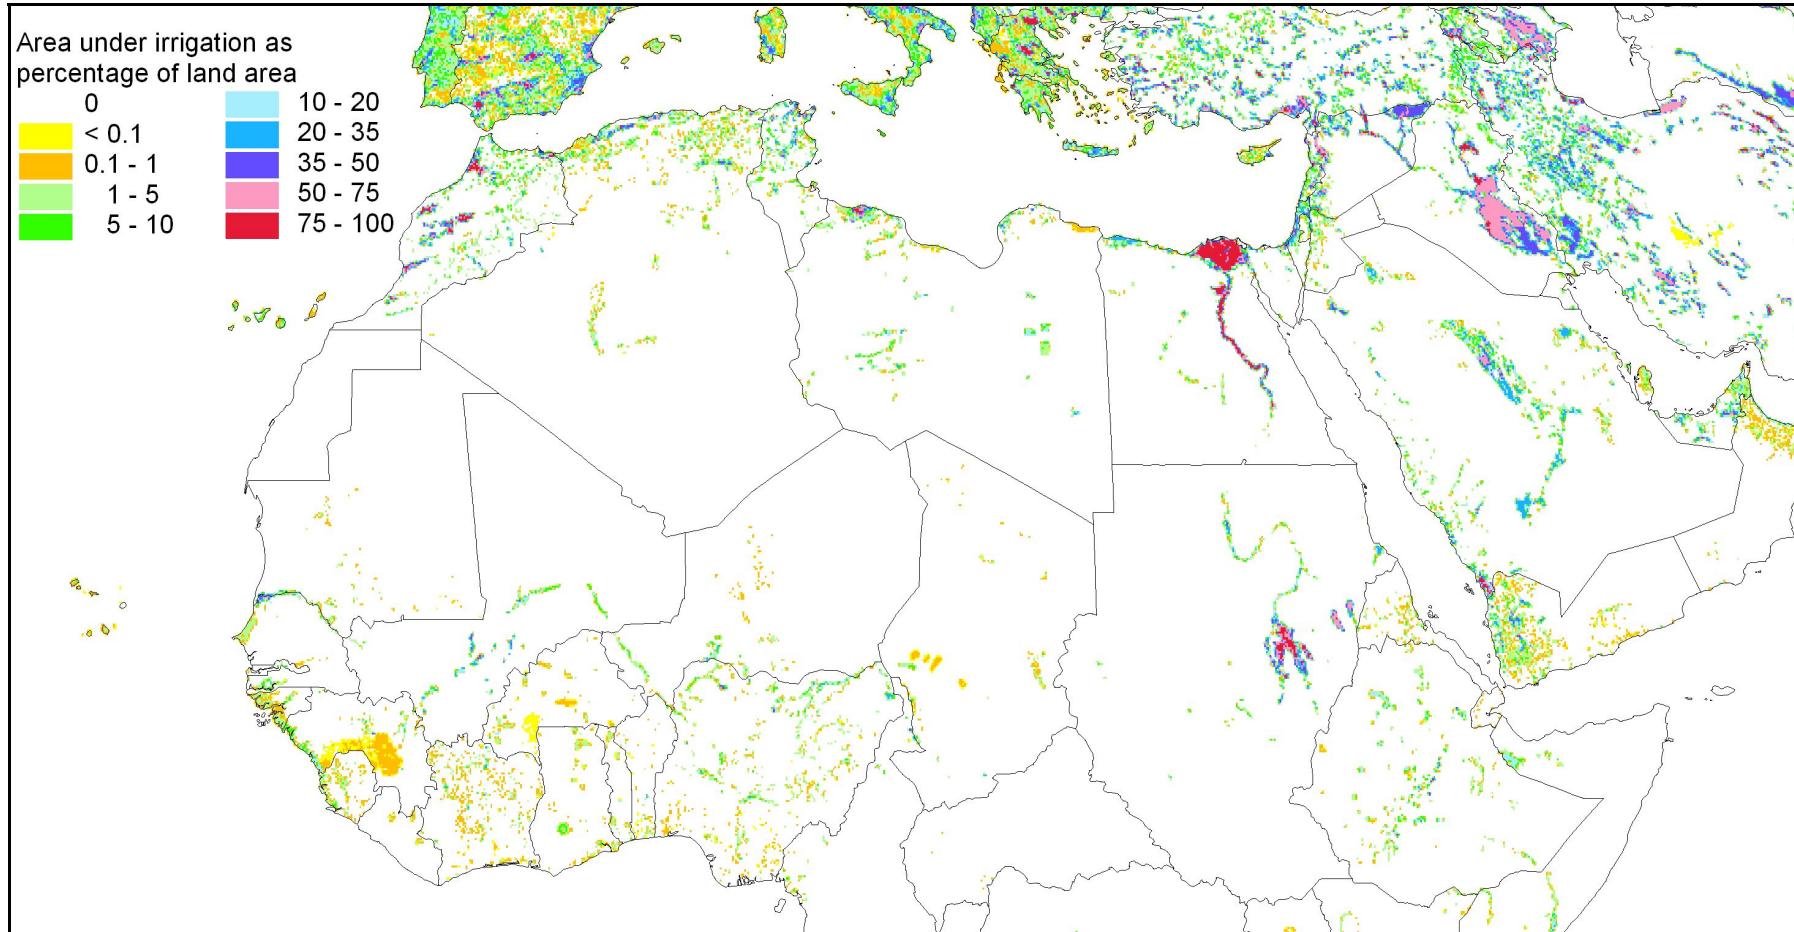 Area under irrigation as
percentage of land area
0
< 0.1
0.1 - 1
1 - 5
5 - 10
10 - 20
20 - 35
35 - 50
50 - 75
75 - 100